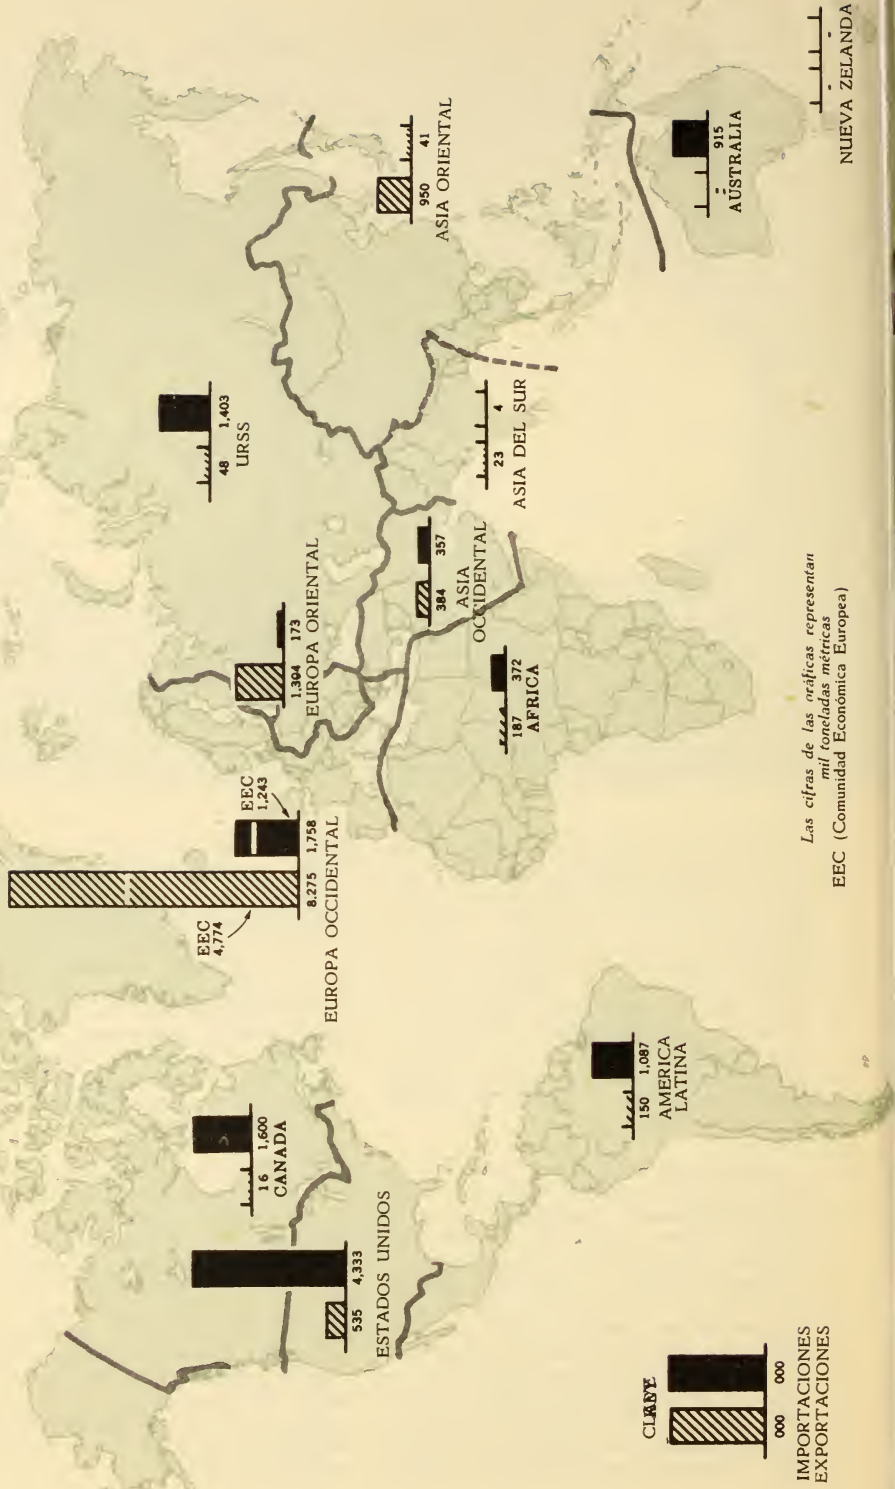 EEC
4,774
EEC
1,243
8.275 1,758
EUROPA OCCIDENTAL
48 1,403
URSS
16 1,600
CANADA
1,394 173
EUROPA ORIENTAL
535 4,333
ESTADOS UNIDOS
950 41
ASIA ORIENTAL
384 357
ASIA
OCCIDENTAL
23 4
ASIA DEL SUR
187 372
AFRICA
150 1,087
AMERICA
LATINA
- 915
AUSTRALIA
- -
NUEVA ZELANDA
000 000
IMPORTACIONES
EXPORTACIONES
Las cifras de las gráficas representan
mil toneladas métricas
EEC (Comunidad Económica Europea)